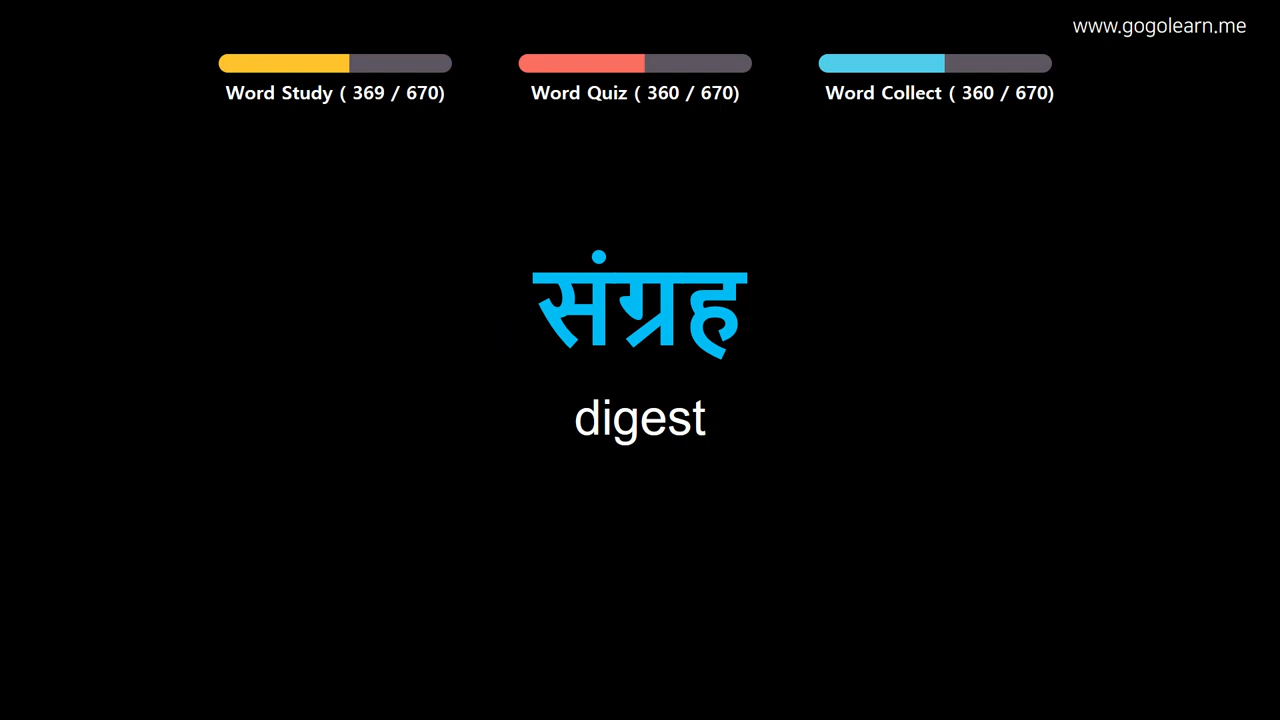 www.gogolearn.me
Word Study ( 369 / 670)
Word Quiz ( 360 / 670)
Word Collect ( 360 / 670)
संग्रह
digest